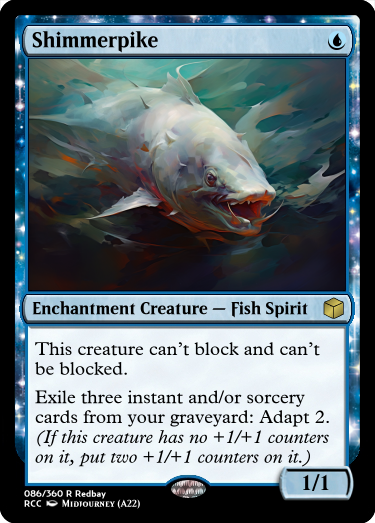 Shimmerpike
Enchantment Creature — Fish Spirit
This creature can't block and can't
be blocked.
Exile three instant and/or sorcery
cards from your graveyard: Adapt 2.
(If this creature has no +1/+1 counters
on it, put two +1/+1 counters on it.)
1/1
086/360 R Redbay
RCC Midjourney (A22)